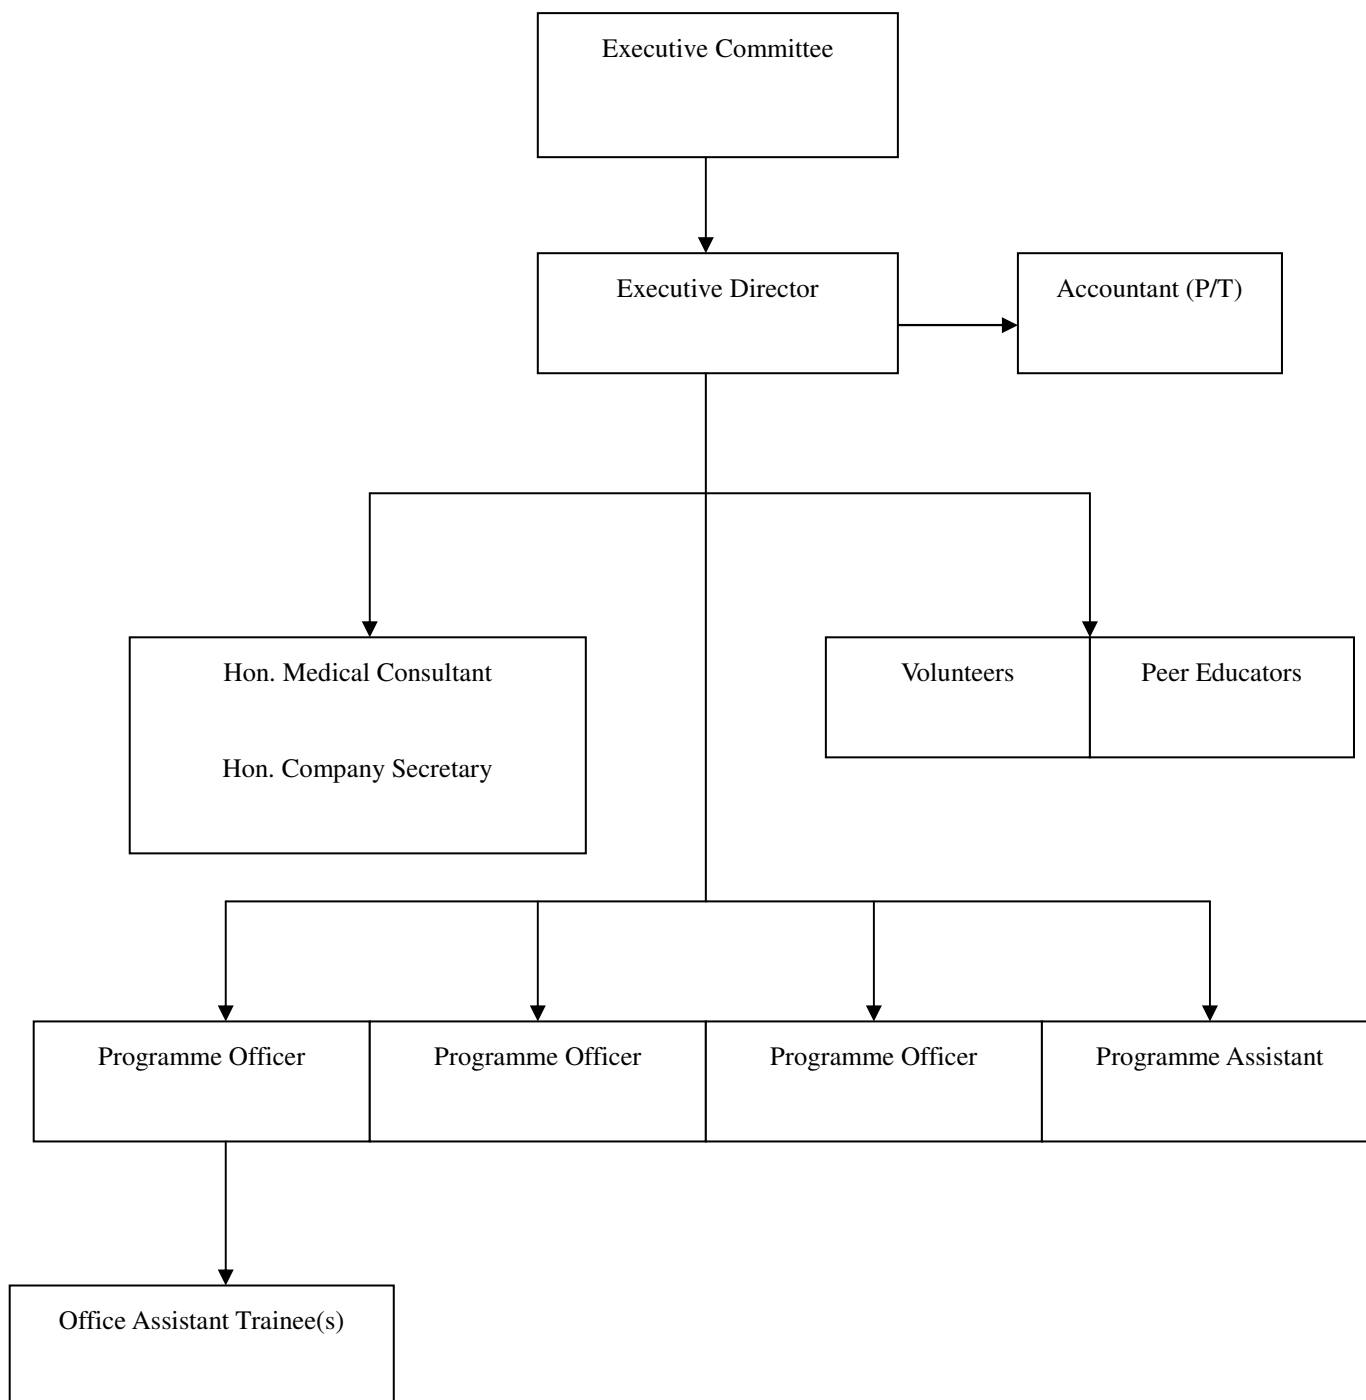 Executive Committee
Executive Director
Accountant (P/T)
Hon. Medical Consultant
Hon. Company Secretary
Volunteers
Peer Educators
Programme Officer
Programme Officer
Programme Officer
Programme Assistant
Office Assistant Trainee(s)